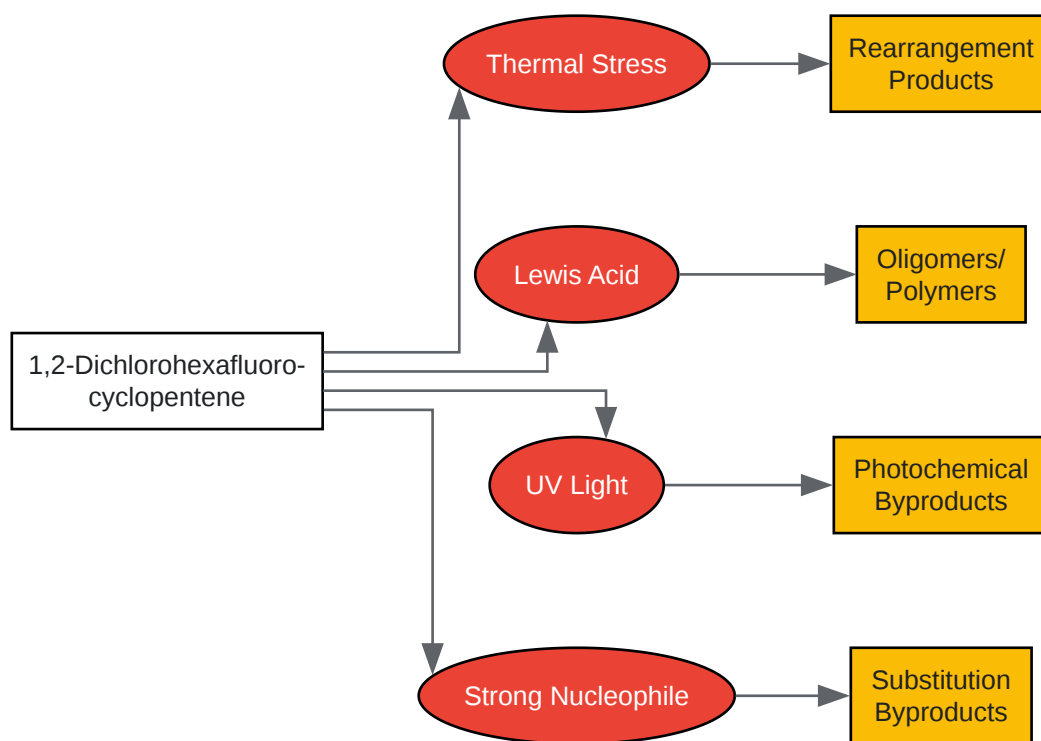 Thermal Stress
Rearrangement
Products
Lewis Acid
Oligomers/
Polymers
1,2-Dichlorohexafluoro-
cyclopentene
UV Light
Photochemical
Byproducts
Strong Nucleophile
Substitution
Byproducts